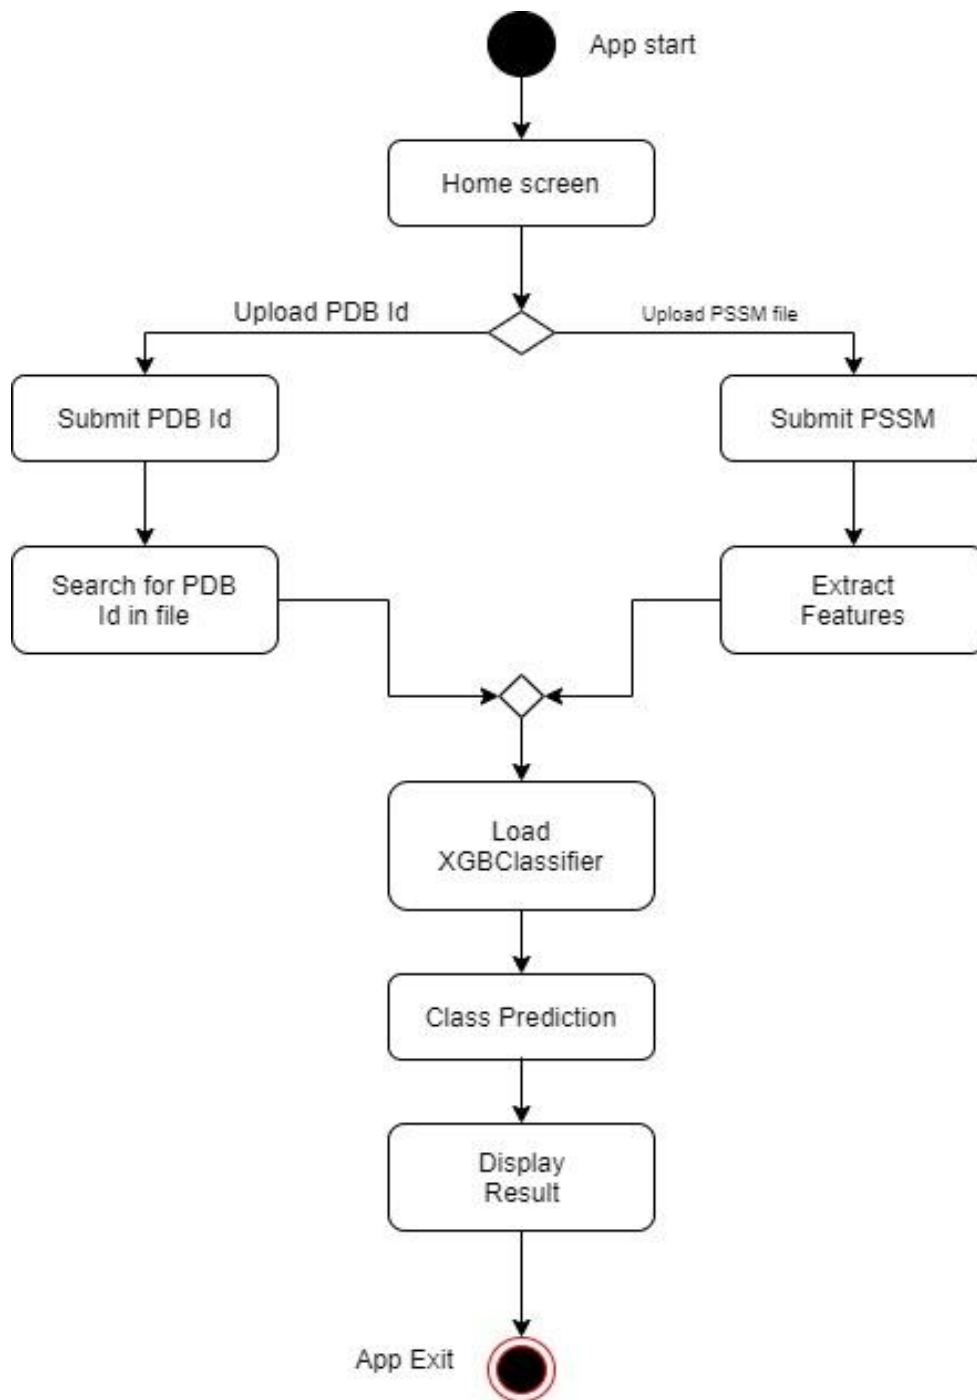 App start
Home screen
Upload PDB Id
Upload PSSM file
Submit PDB Id
Submit PSSM
Search for PDB
Id in file
Extract
Features
Load
XGBClassifier
Class Prediction
Display
Result
App Exit